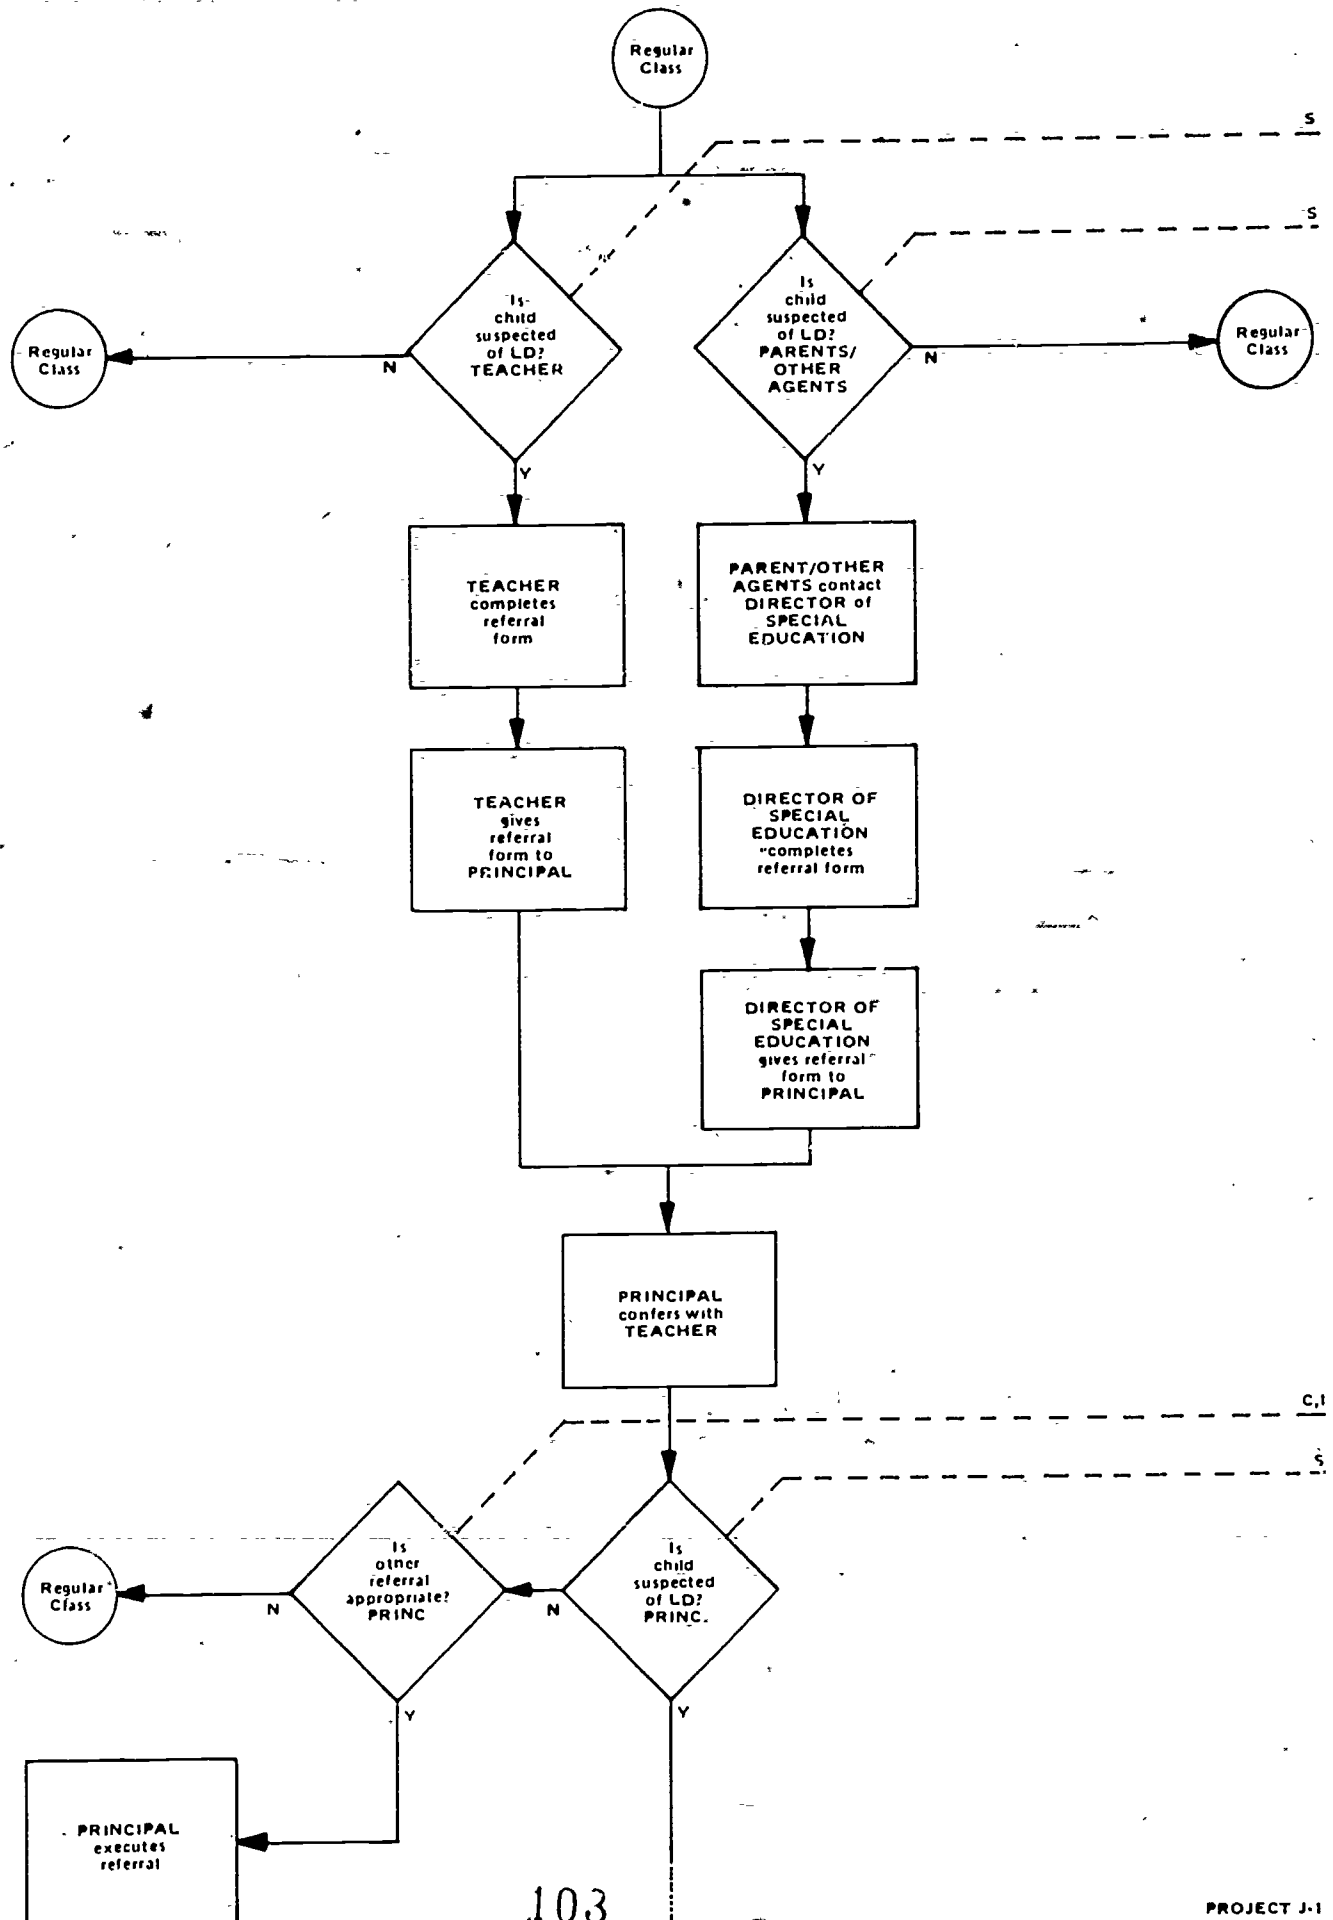 Regular
Class
S
S
Is
child
suspected
of LD?
TEACHER
Is
child
suspected
of LD?
PARENTS/
OTHER
AGENTS
Regular
Class
N
N
Regular
Class
Y
Y
TEACHER
completes
referral
form
PARENT/OTHER
AGENTS contact
DIRECTOR of
SPECIAL
EDUCATION
TEACHER
gives
referral
form to
PRINCIPAL
DIRECTOR OF
SPECIAL
EDUCATION
completes
referral form
DIRECTOR OF
SPECIAL
EDUCATION
gives referral
form to
PRINCIPAL
PRINCIPAL
confers with
TEACHER
C,I
S
Is
other
referral
appropriate?
PRINC
Is
child
suspected
of LD?
PRINC.
Regular
Class
N
N
Y
Y
PRINCIPAL
executes
referral
103
PROJECT J-1